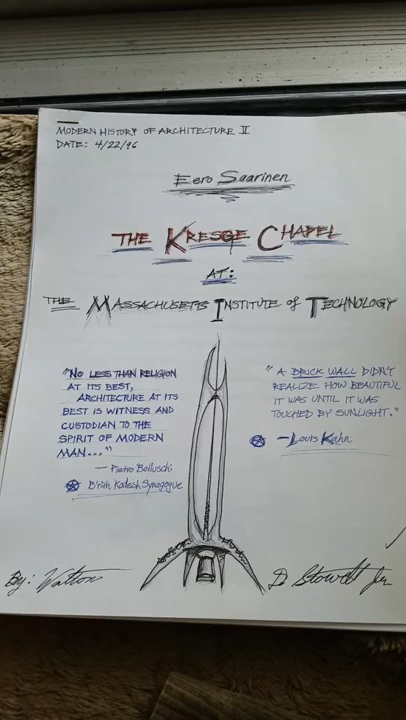 MODERN HISTORY OF ARCHITECTURE II
DATE: 4/22/96
Eero Saarinen
THE KRESGE CHAPEL
AT:
THE MASSACHUSETTS INSTITUTE of TECHNOLOGY
"NO LESS THAN RELIGION
AT ITS BEST,
ARCHITECTURE AT ITS
BEST IS WITNESS AND
CUSTODIAN TO THE
SPIRIT OF MODERN
MAN..."
— Pietro Belluschi
B'rith Kodesh Synagogue
"A BRICK WALL DIDN'T
REALIZE HOW BEAUTIFUL
IT WAS UNTIL IT WAS
TOUCHED BY SUNLIGHT."
— Louis Kahn
By: D Jr